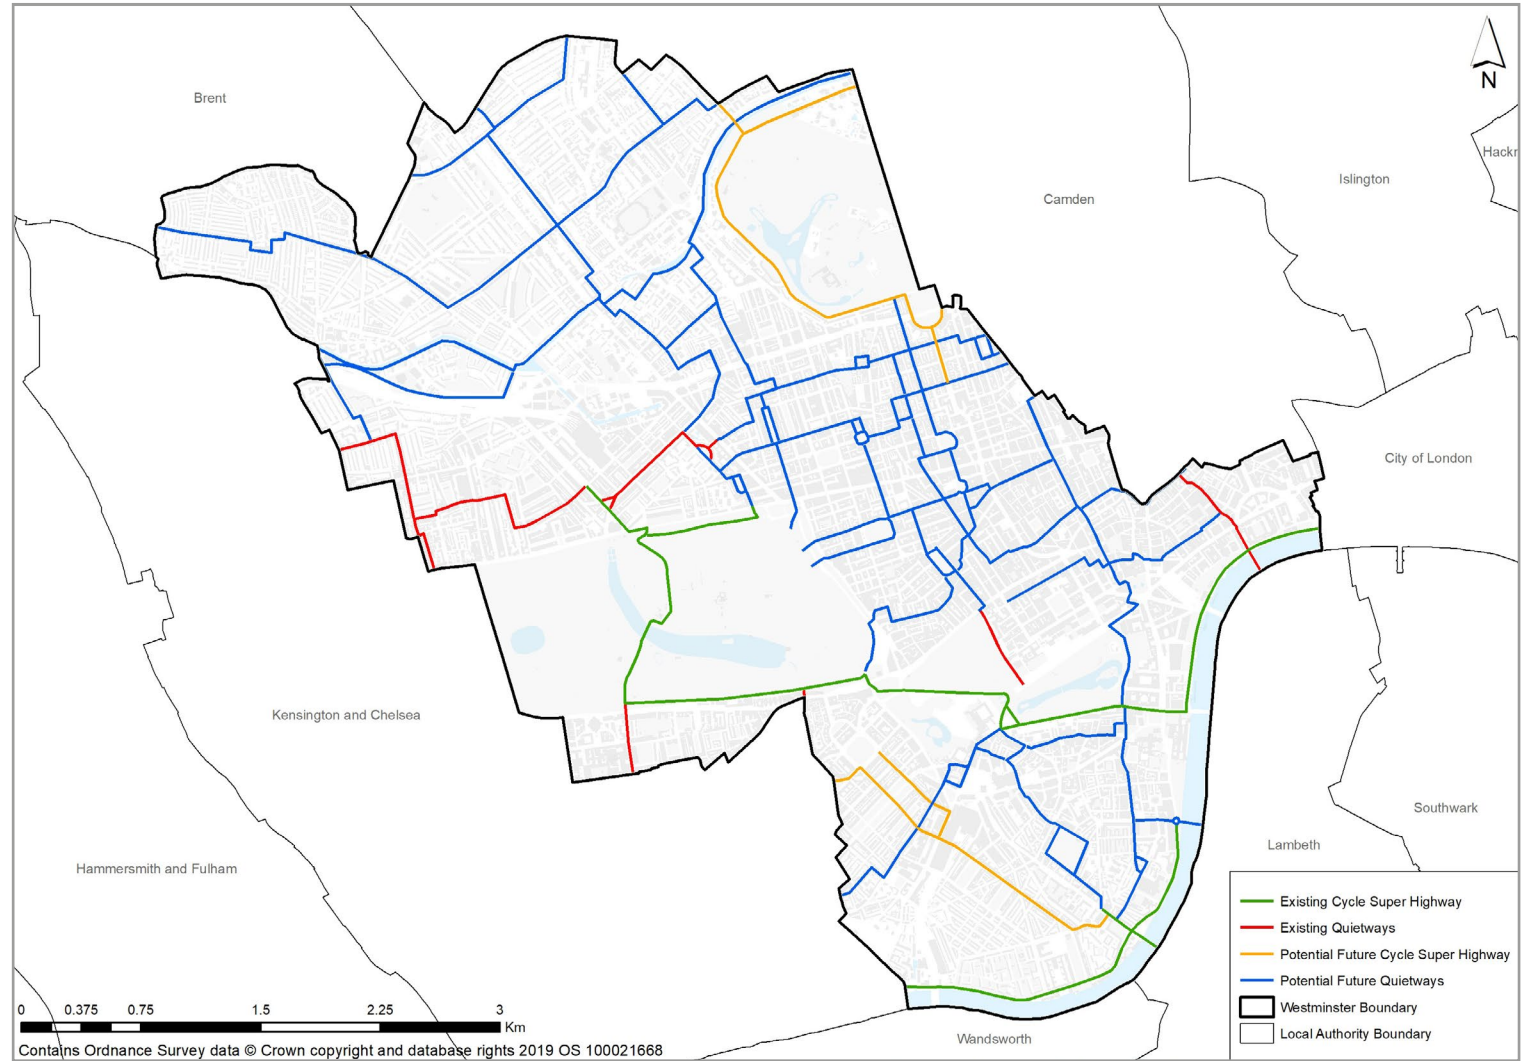 N
Brent
Hackr
Islington
Camden
City of London
Kensington and Chelsea
Southwark
Lambeth
Hammersmith and Fulham
Existing Cycle Super Highway
Existing Quietways
Potential Future Cycle Super Highway
Potential Future Quietways
Westminster Boundary
Local Authority Boundary
0 0.375 0.75 1.5 2.25 3
Km
Wandsworth
Contains Ordnance Survey data © Crown copyright and database rights 2019 OS 100021668